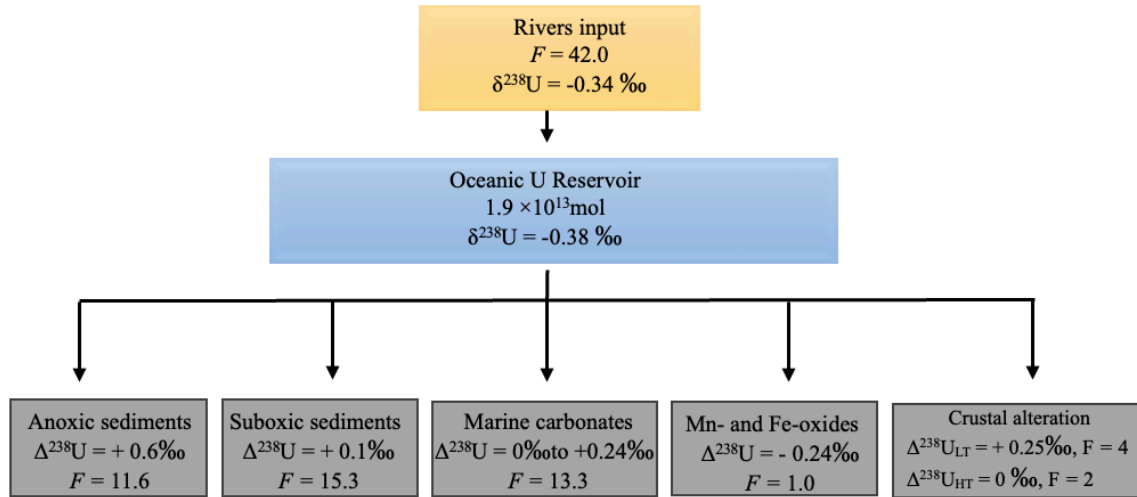 Rivers input
F = 42.0
δ²³⁸U = -0.34 ‰
Oceanic U Reservoir
1.9 ×10¹³mol
δ²³⁸U = -0.38 ‰
Anoxic sediments
Δ²³⁸U = + 0.6‰
F = 11.6
Suboxic sediments
Δ²³⁸U = + 0.1‰
F = 15.3
Marine carbonates
Δ²³⁸U = 0‰to +0.24‰
F = 13.3
Mn- and Fe-oxides
Δ²³⁸U = - 0.24‰
F = 1.0
Crustal alteration
Δ²³⁸U_LT = + 0.25‰, F = 4
Δ²³⁸U_HT = 0 ‰, F = 2